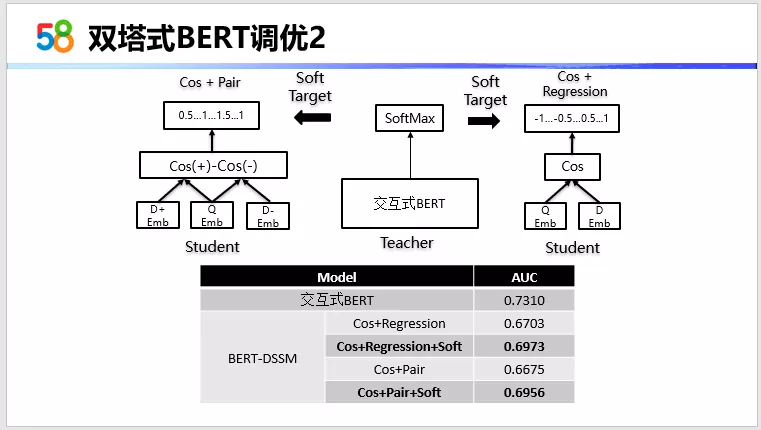 58 双塔式BERT调优2
Cos + Pair
Soft
Target
Soft
Target
Cos +
Regression
0.5...1...1.5...1
SoftMax
-1...-0.5...0.5...1
Cos(+)-Cos(-)
Cos
交互式BERT
D+
Emb
Q
Emb
D-
Emb
Q
Emb
D
Emb
Student
Teacher
Student
Model AUC
交互式BERT 0.7310
BERT-DSSM
Cos+Regression 0.6703
Cos+Regression+Soft 0.6973
Cos+Pair 0.6675
Cos+Pair+Soft 0.6956